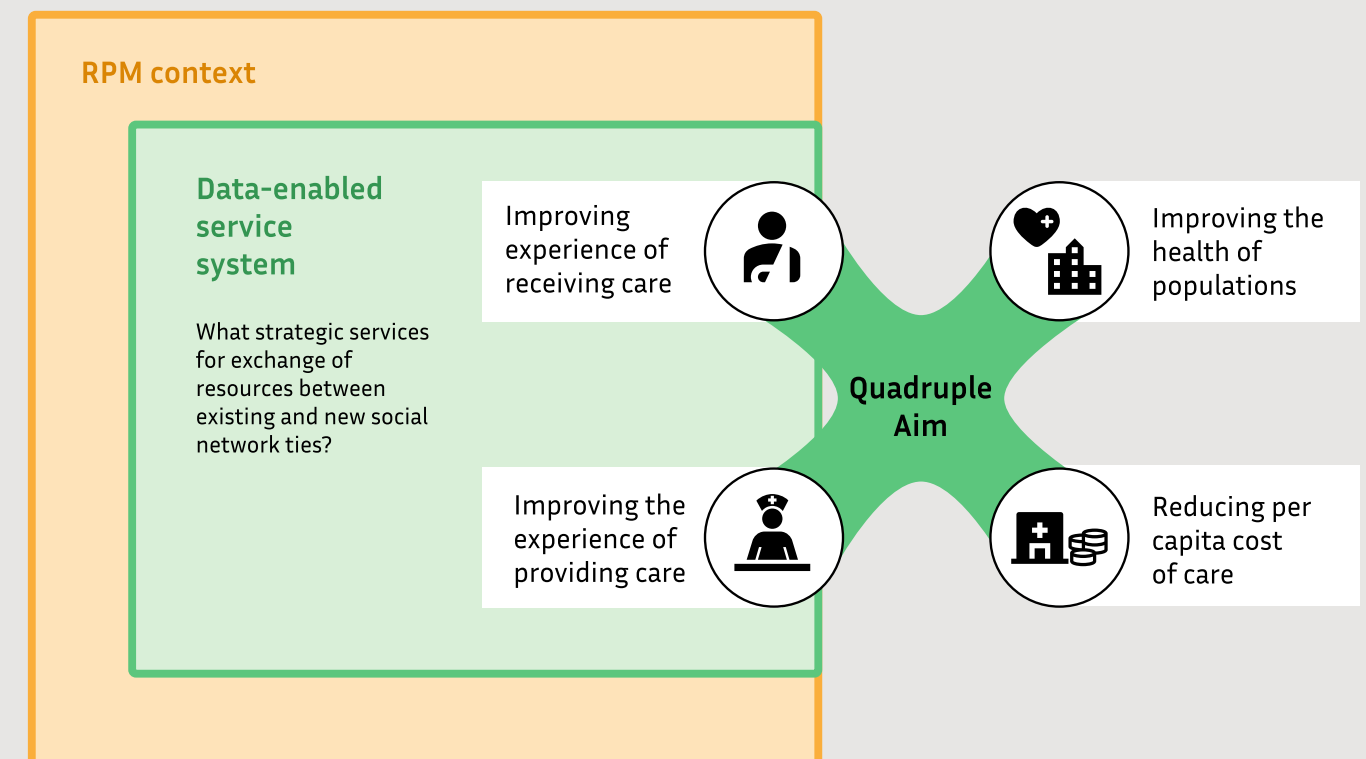 RPM context
Data-enabled
service
system
What strategic services
for exchange of
resources between
existing and new social
network ties?
Improving
experience of
receiving care
Improving the
health of
populations
Quadruple
Aim
Improving the
experience of
providing care
Reducing per
capita cost
of care